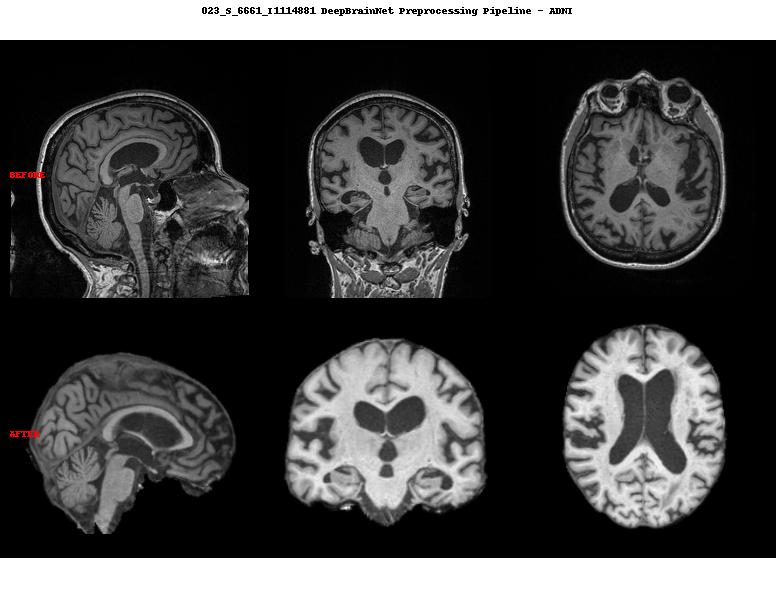 023_S_6661_I1114881 DeepBrainNet Preprocessing Pipeline - ADNI
BEFORE
AFTER